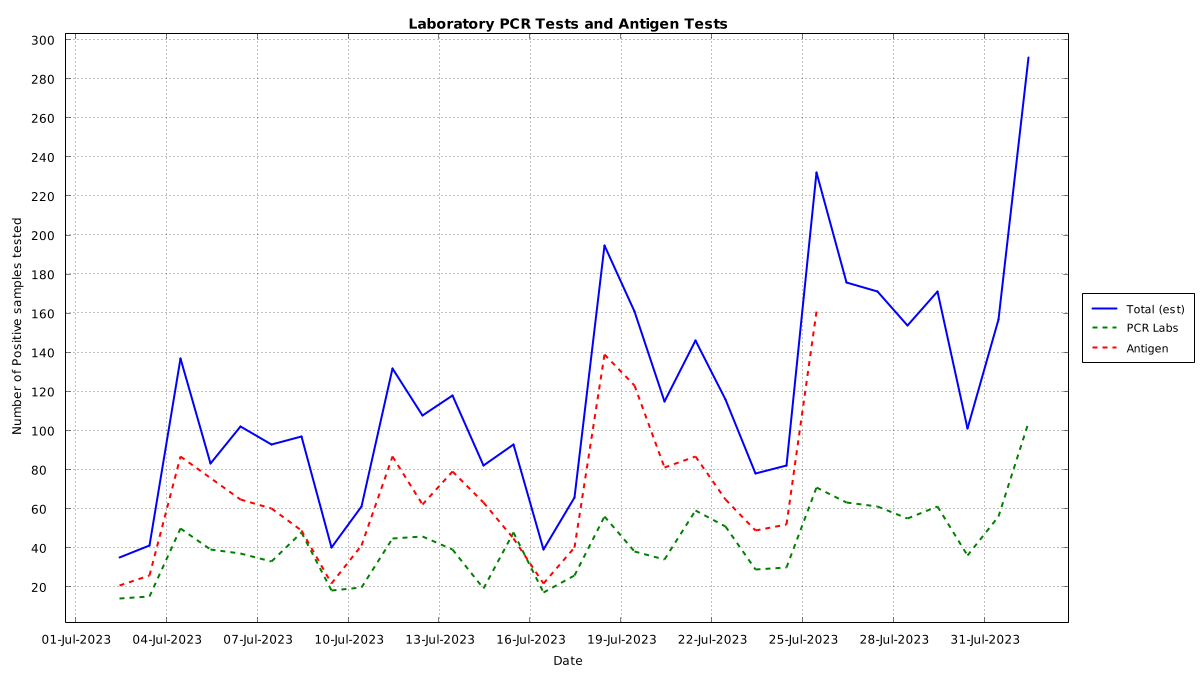 Laboratory PCR Tests and Antigen Tests
Number of Positive samples tested
300
280
260
240
220
200
180
160
140
120
100
80
60
40
20
01-Jul-2023 04-Jul-2023 07-Jul-2023 10-Jul-2023 13-Jul-2023 16-Jul-2023 19-Jul-2023 22-Jul-2023 25-Jul-2023 28-Jul-2023 31-Jul-2023
Date
Total (est)
PCR Labs
Antigen